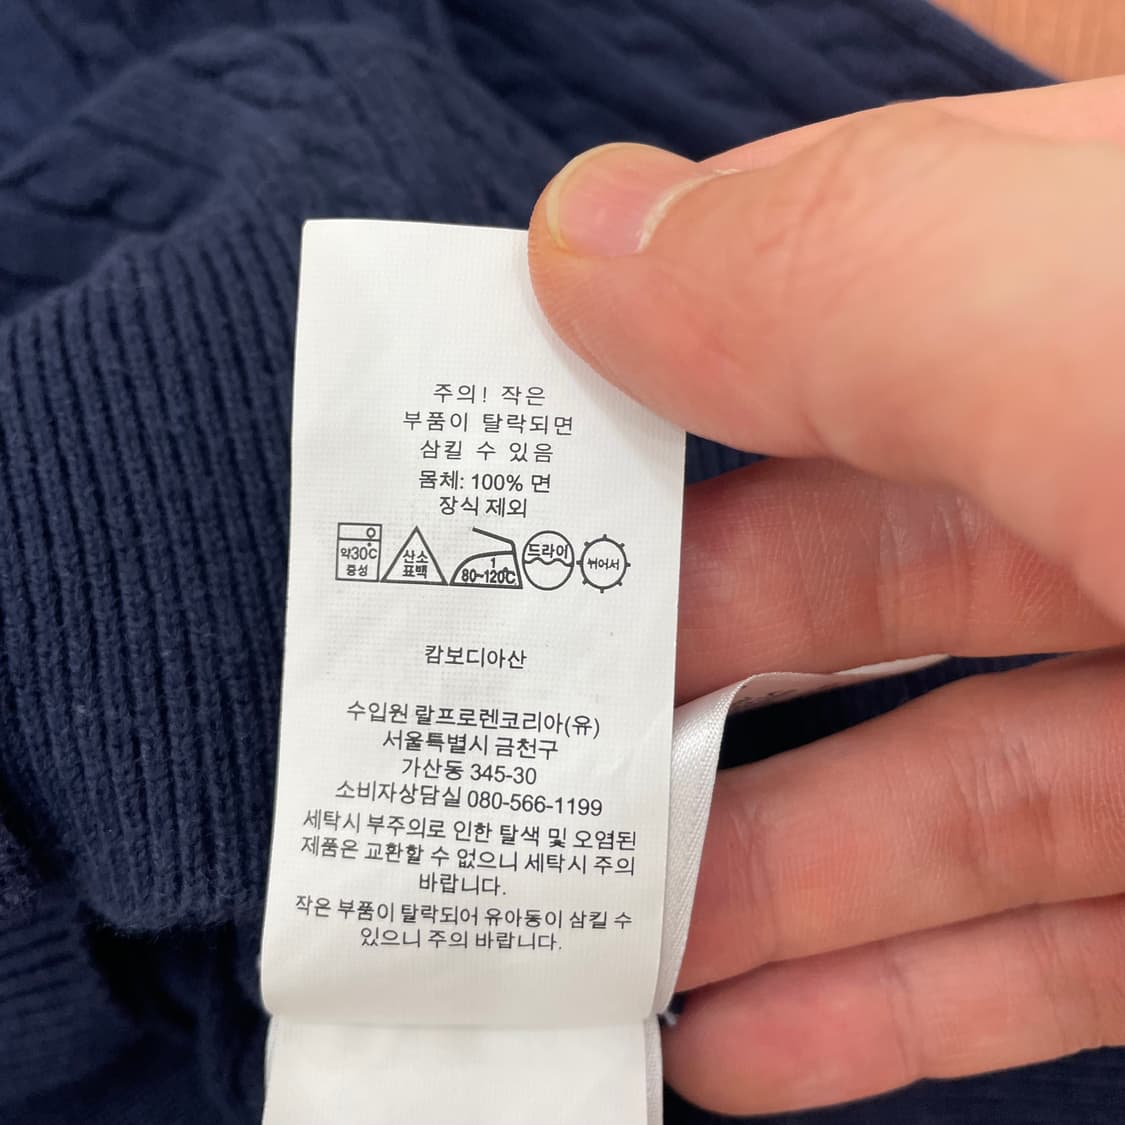 주의! 작은
부품이 탈락되면
삼킬 수 있음
몸체: 100% 면
장식 제외
약30℃
중성
산소
표백
1
80~120℃
드라이
뉘어서
캄보디아산
수입원 랄프로렌코리아(유)
서울특별시 금천구
가산동 345-30
소비자상담실 080-566-1199
세탁시 부주의로 인한 탈색 및 오염된
제품은 교환할 수 없으니 세탁시 주의
바랍니다.
작은 부품이 탈락되어 유아동이 삼킬 수
있으니 주의 바랍니다.